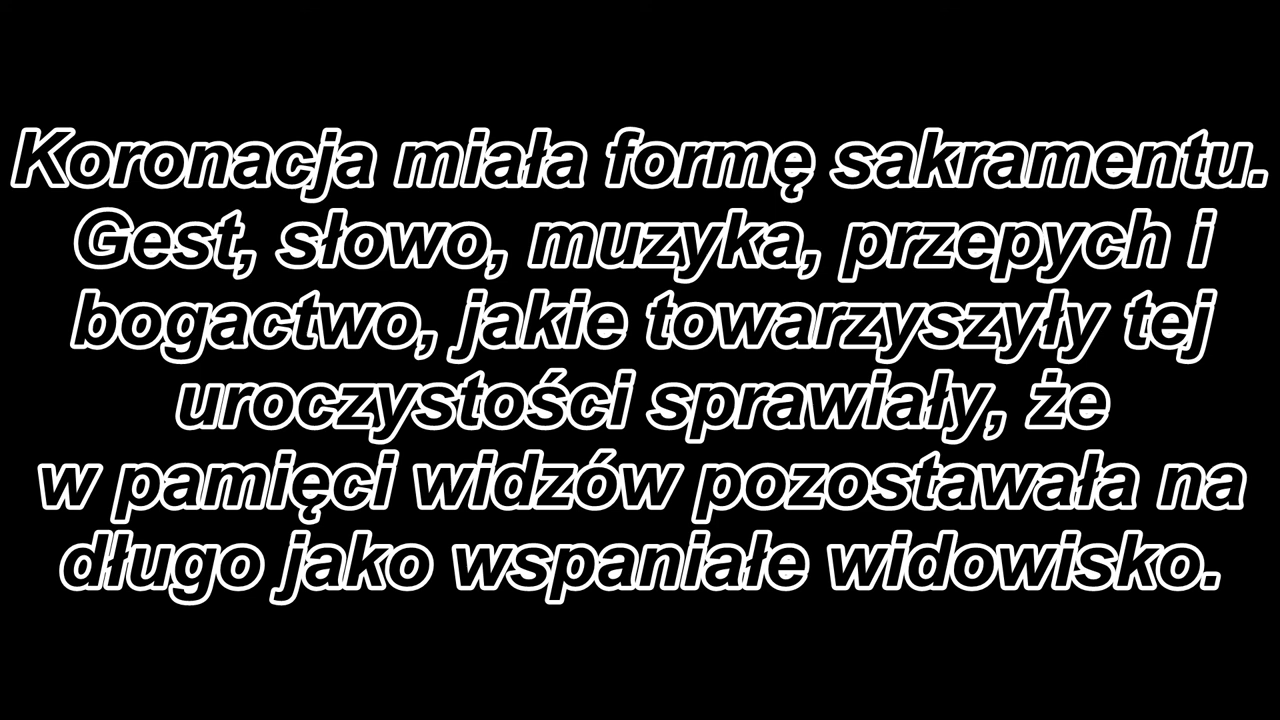 Koronacja miała formę sakramentu.
Gest, słowo, muzyka, przepych i
bogactwo, jakie towarzyszyły tej
uroczystości sprawiały, że
w pamięci widzów pozostawała na
długo jako wspaniałe widowisko.